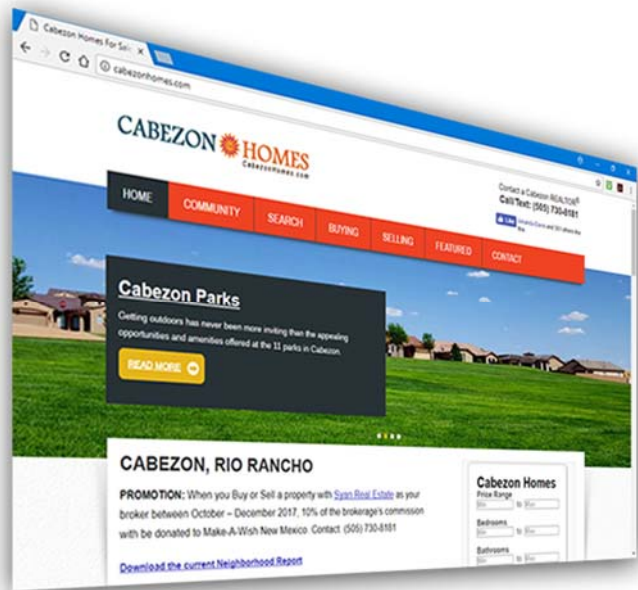 Cabezon Homes For Sale
cabezonhomes.com
CABEZON HOMES
CabezonHomes.com
Contact a Cabezon REALTOR®
Call/Text: (505) 730-8181
Like
HOME COMMUNITY SEARCH BUYING SELLING FEATURED CONTACT
Cabezon Parks
Getting outdoors has never been more inviting then the appealing
opportunities and amenities offered at the 11 parks in Cabezon.
READ MORE
CABEZON, RIO RANCHO
PROMOTION: When you Buy or Sell a property with Syan Real Estate as your
broker between October – December 2017, 10% of the brokerage's commission
with be donated to Make-A-Wish New Mexico. Contact: (505) 730-8181
Download the current Neighborhood Report
Cabezon Homes
Price Range
to
Bedrooms
to
Bathrooms
to